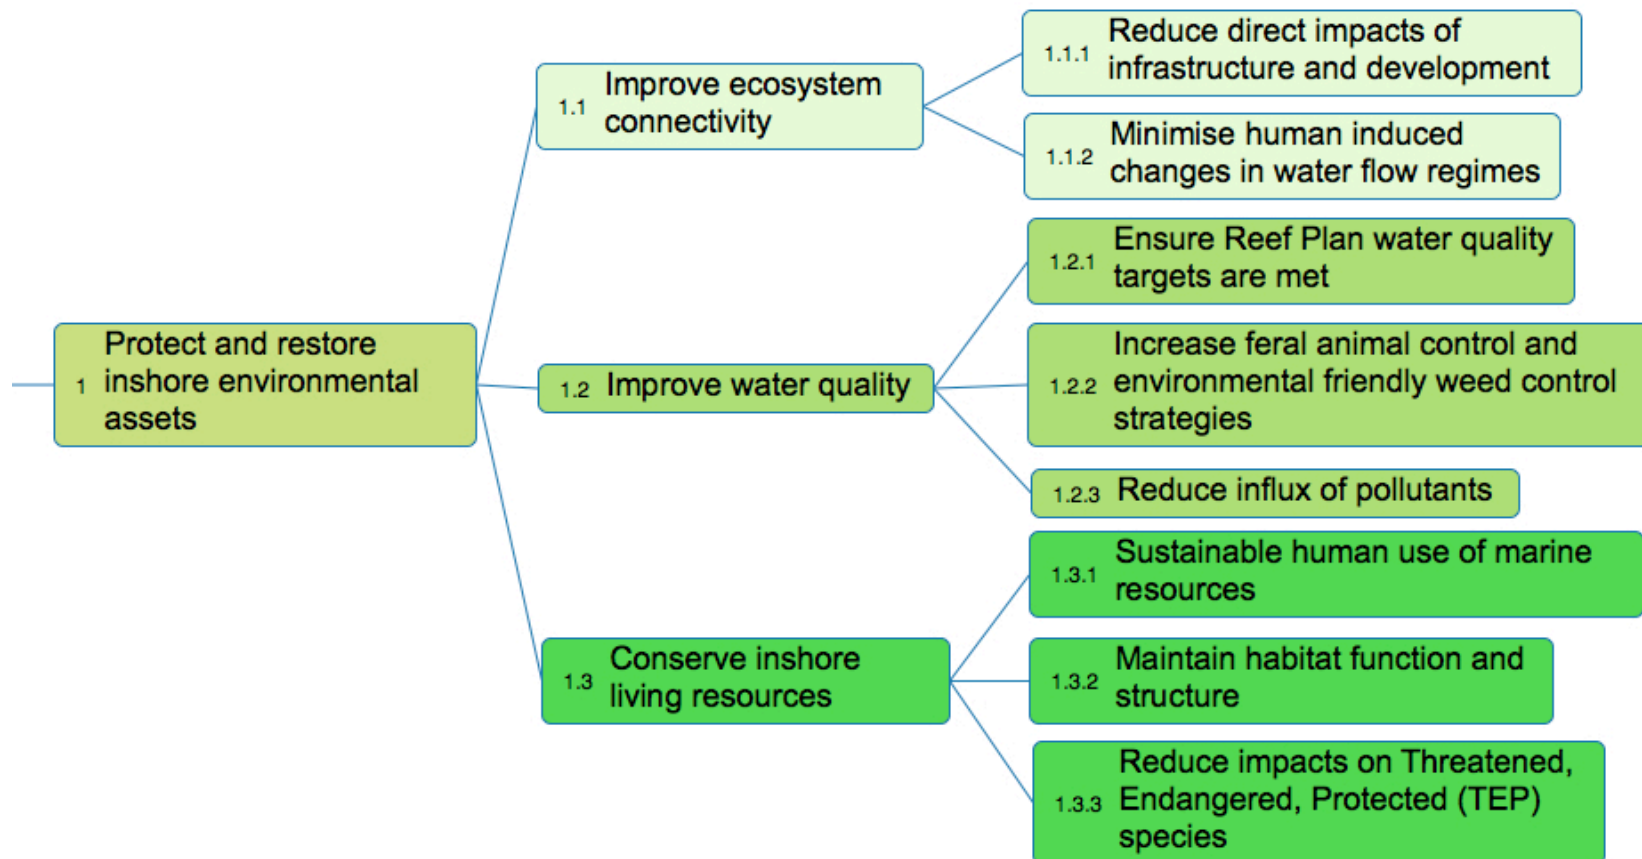 1 Protect and restore
inshore environmental
assets
1.1 Improve ecosystem
connectivity
1.1.1 Reduce direct impacts of
infrastructure and development
1.1.2 Minimise human induced
changes in water flow regimes
1.2 Improve water quality
1.2.1 Ensure Reef Plan water quality
targets are met
1.2.2 Increase feral animal control and
environmental friendly weed control
strategies
1.2.3 Reduce influx of pollutants
1.3 Conserve inshore
living resources
1.3.1 Sustainable human use of marine
resources
1.3.2 Maintain habitat function and
structure
1.3.3 Reduce impacts on Threatened,
Endangered, Protected (TEP)
species